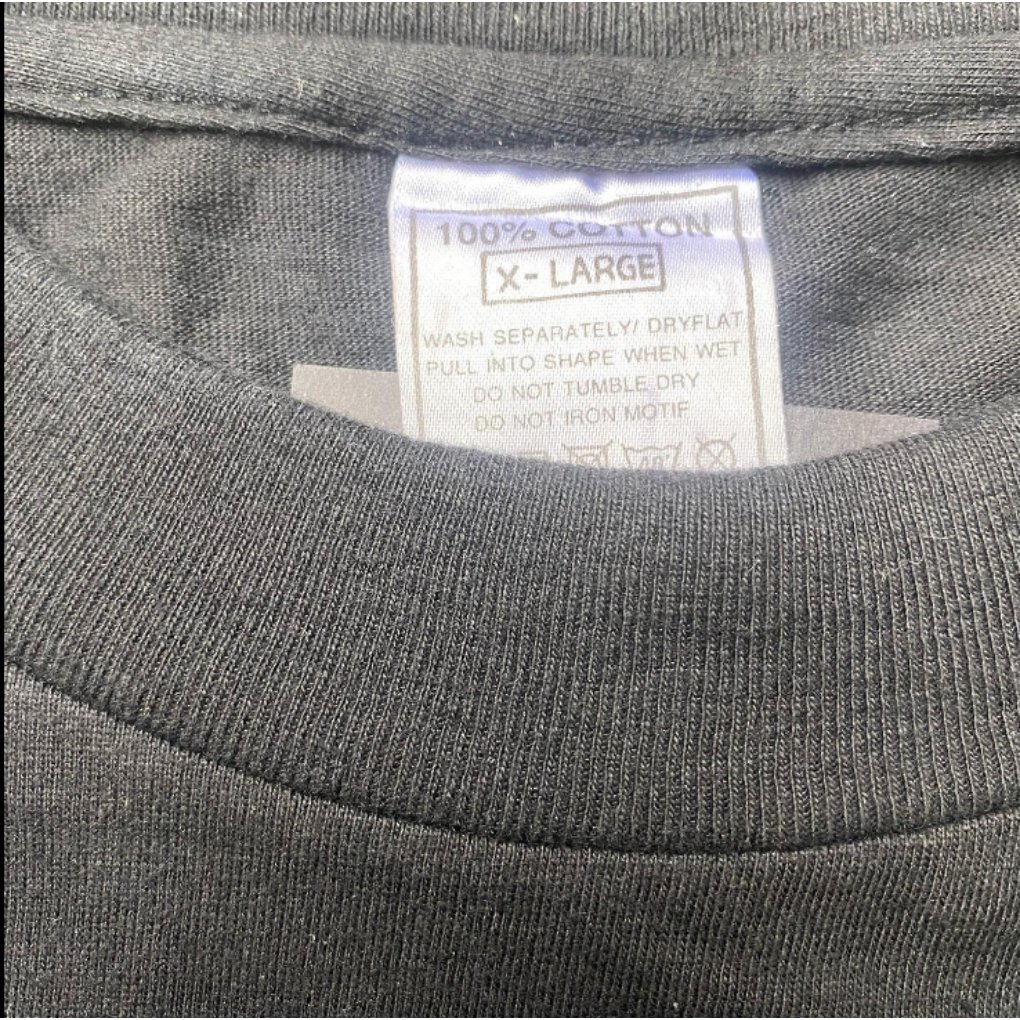 100% COTTON
X- LARGE
WASH SEPARATELY/ DRYFLAT
PULL INTO SHAPE WHEN WET
DO NOT TUMBLE DRY
DO NOT IRON MOTIF